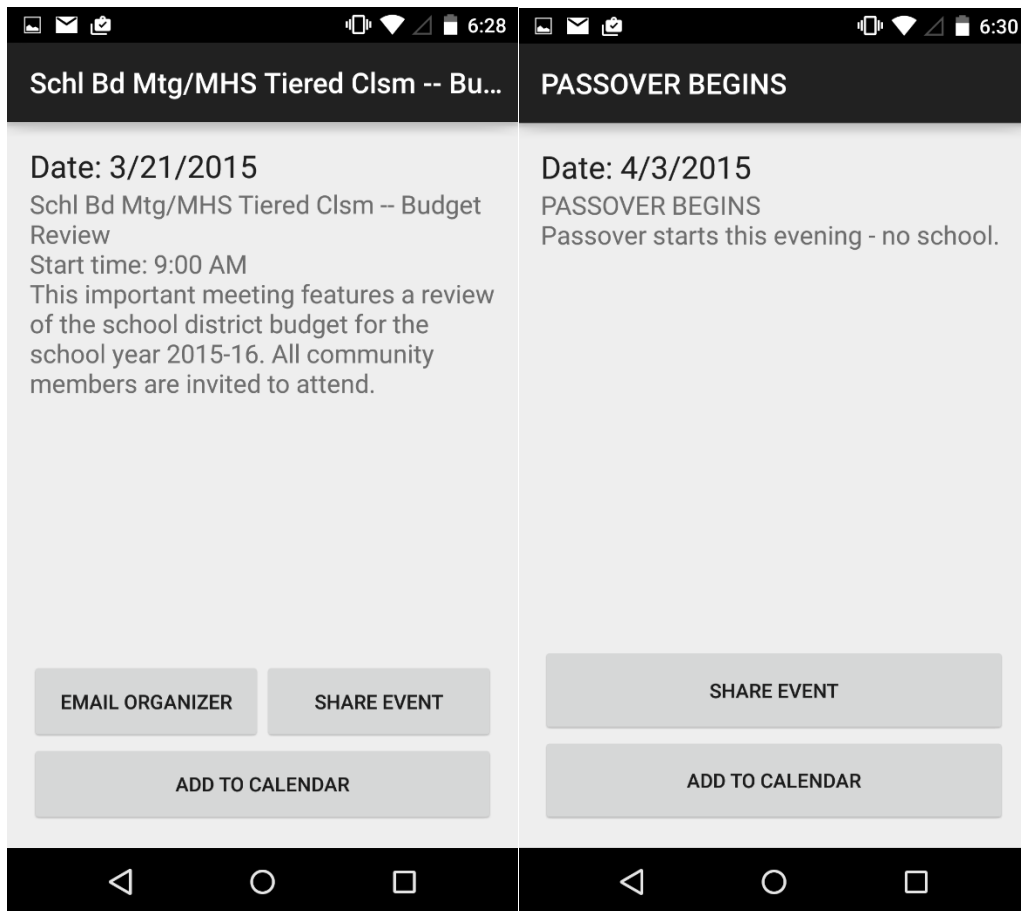 6:28
Schl Bd Mtg/MHS Tiered Clsm -- Bu...
Date: 3/21/2015
Schl Bd Mtg/MHS Tiered Clsm -- Budget
Review
Start time: 9:00 AM
This important meeting features a review
of the school district budget for the
school year 2015-16. All community
members are invited to attend.
EMAIL ORGANIZER
SHARE EVENT
ADD TO CALENDAR
6:30
PASSOVER BEGINS
Date: 4/3/2015
PASSOVER BEGINS
Passover starts this evening - no school.
SHARE EVENT
ADD TO CALENDAR